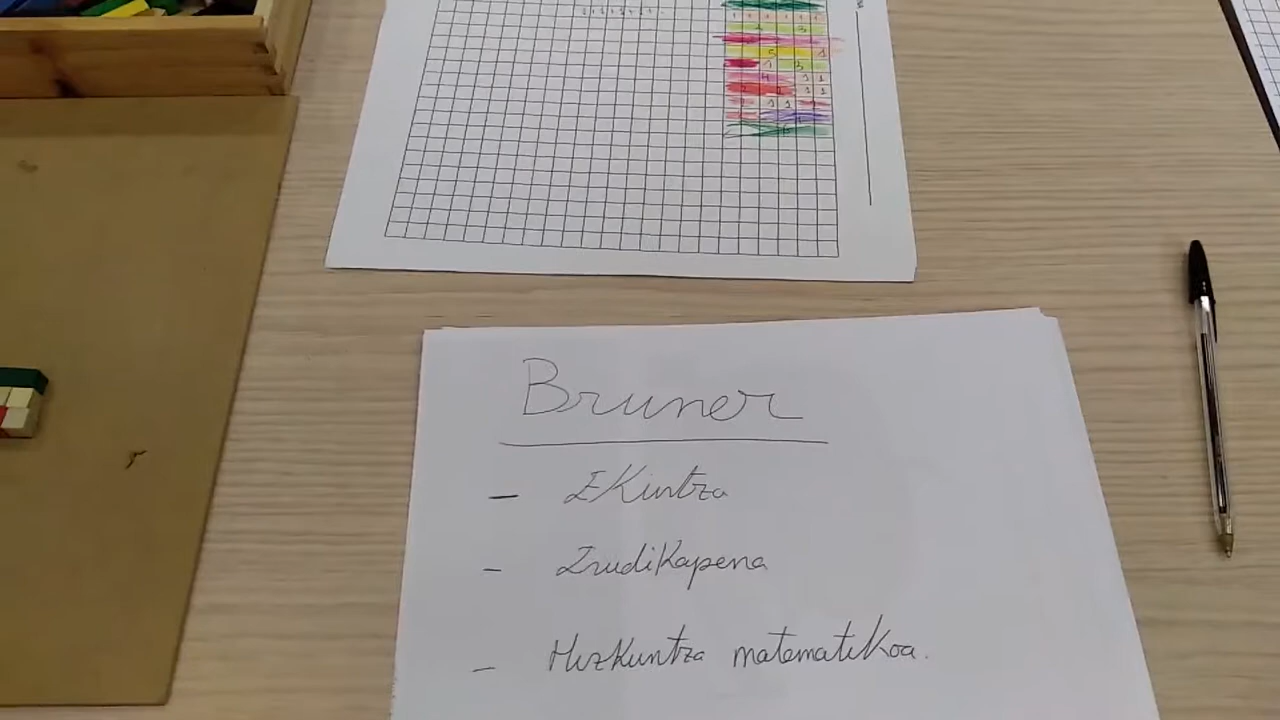 Bruner
- Ekintza
- Irudikapena
- Hizkuntza matematikoa.